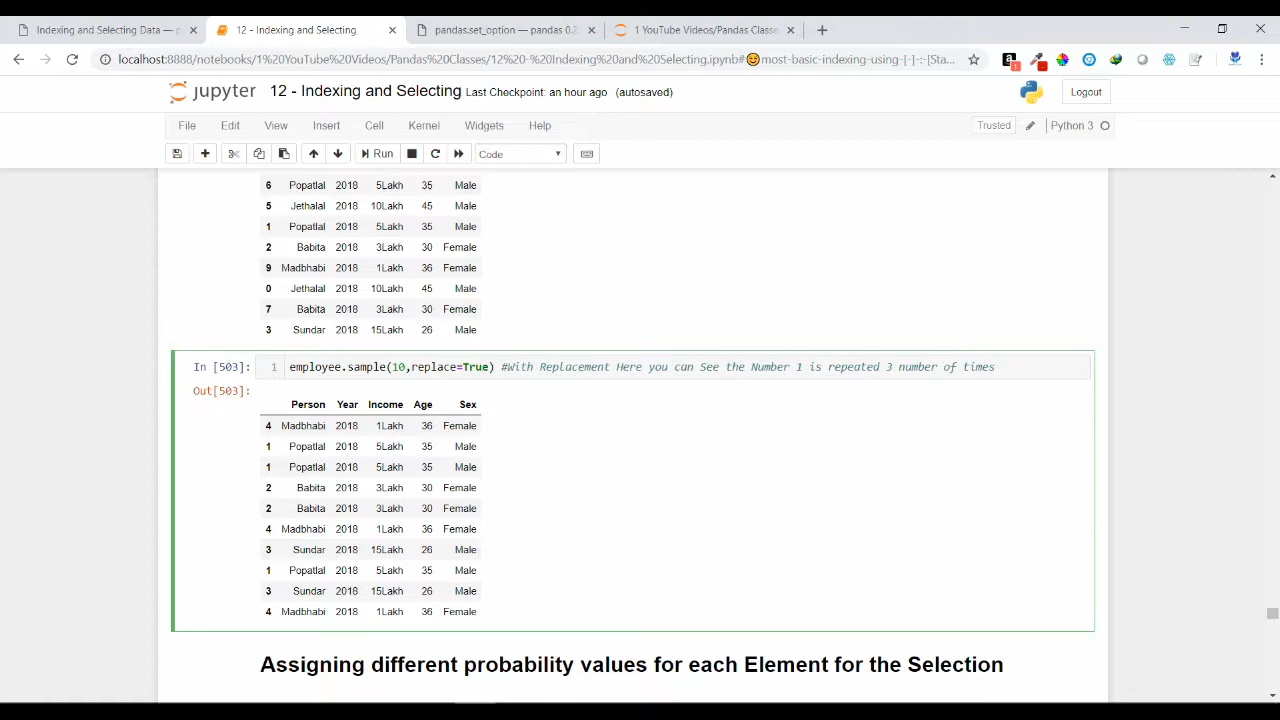 Indexing and Selecting Data — p
12 - Indexing and Selecting
pandas.set_option — pandas 0.2
1 YouTube Videos/Pandas Classe
localhost:8888/notebooks/1%20YouTube%20Videos/Pandas%20Classes/12%20-%20Indexing%20and%20Selecting.ipynb#😊most-basic-indexing-using-[-]-:-[Sta...
jupyter 12 - Indexing and Selecting Last Checkpoint: an hour ago (autosaved)
Logout
File Edit View Insert Cell Kernel Widgets Help
Trusted Python 3
Run Code
6 Popatlal 2018 5Lakh 35 Male
5 Jethalal 2018 10Lakh 45 Male
1 Popatlal 2018 5Lakh 35 Male
2 Babita 2018 3Lakh 30 Female
9 Madbhabi 2018 1Lakh 36 Female
0 Jethalal 2018 10Lakh 45 Male
7 Babita 2018 3Lakh 30 Female
3 Sundar 2018 15Lakh 26 Male
In [503]: 1 employee.sample(10,replace=True) #With Replacement Here you can See the Number 1 is repeated 3 number of times
Out[503]:
Person Year Income Age Sex
4 Madbhabi 2018 1Lakh 36 Female
1 Popatlal 2018 5Lakh 35 Male
1 Popatlal 2018 5Lakh 35 Male
2 Babita 2018 3Lakh 30 Female
2 Babita 2018 3Lakh 30 Female
4 Madbhabi 2018 1Lakh 36 Female
3 Sundar 2018 15Lakh 26 Male
1 Popatlal 2018 5Lakh 35 Male
3 Sundar 2018 15Lakh 26 Male
4 Madbhabi 2018 1Lakh 36 Female
Assigning different probability values for each Element for the Selection